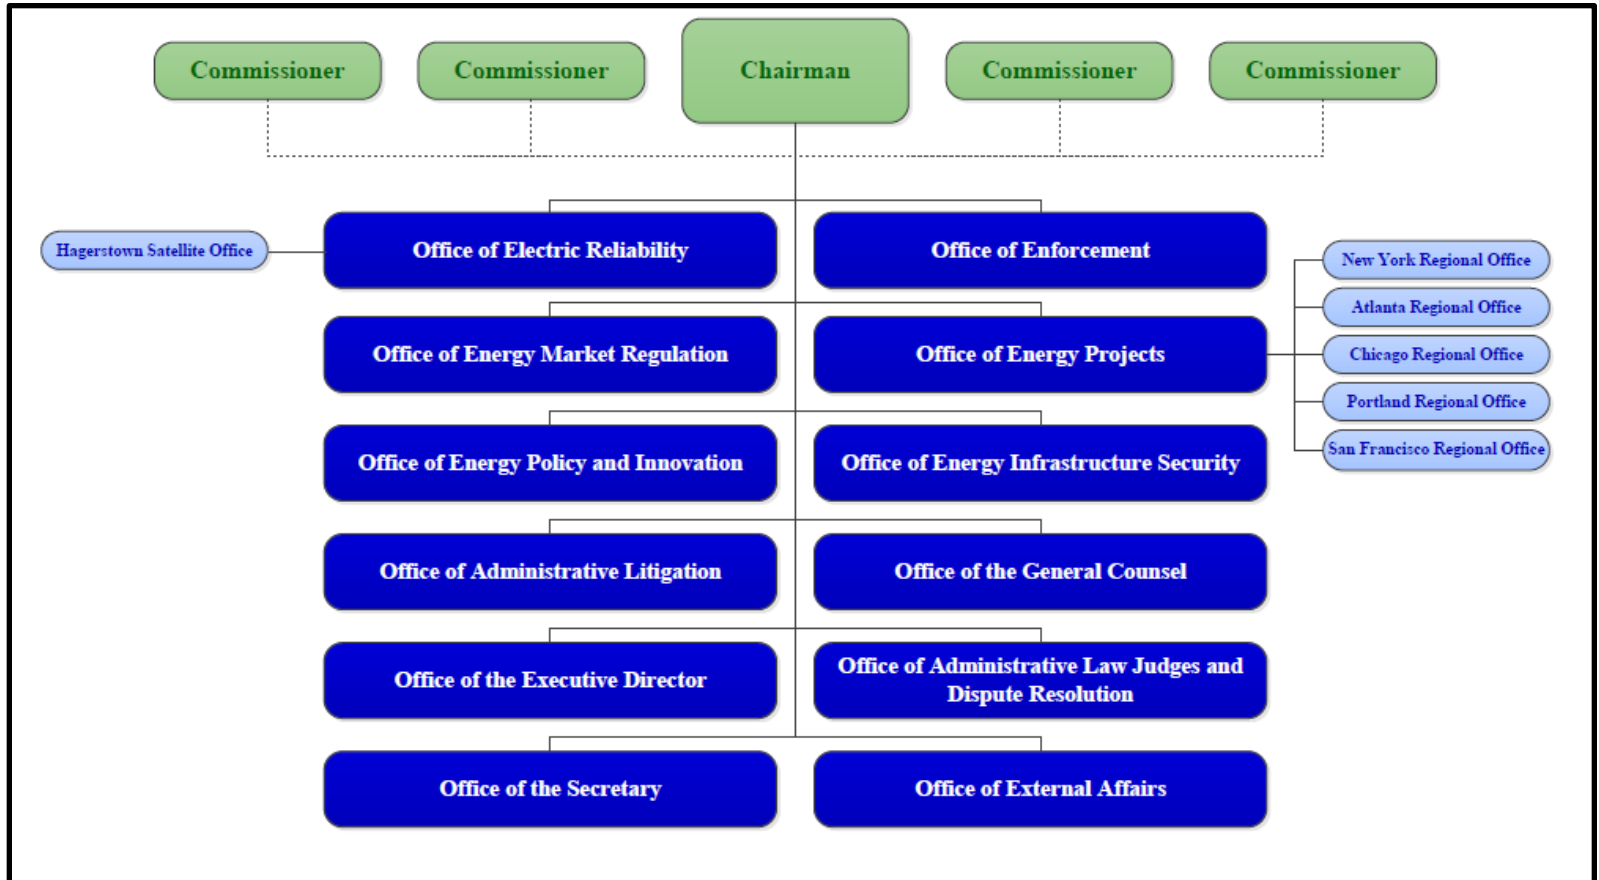 Commissioner
Commissioner
Chairman
Commissioner
Commissioner
Hagerstown Satellite Office
Office of Electric Reliability
Office of Enforcement
New York Regional Office
Atlanta Regional Office
Chicago Regional Office
Portland Regional Office
San Francisco Regional Office
Office of Energy Market Regulation
Office of Energy Projects
Office of Energy Policy and Innovation
Office of Energy Infrastructure Security
Office of Administrative Litigation
Office of the General Counsel
Office of the Executive Director
Office of Administrative Law Judges and
Dispute Resolution
Office of the Secretary
Office of External Affairs